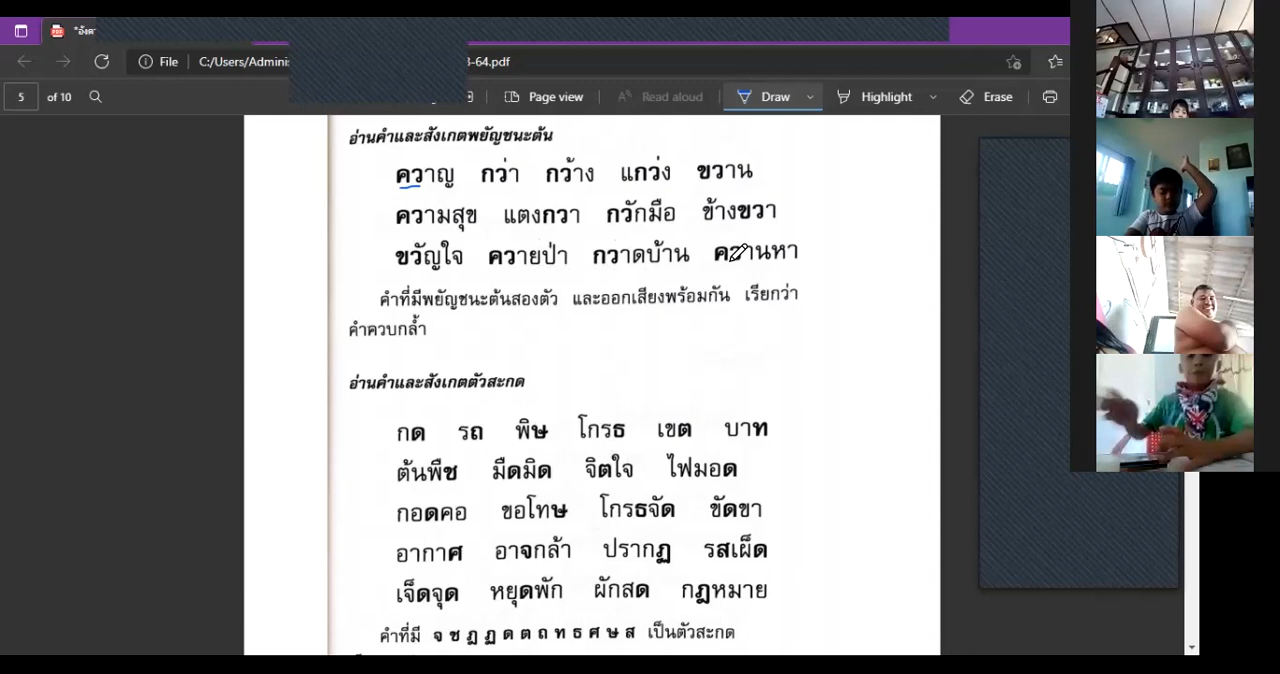 *อังค
File C:/Users/Adminis 3-64.pdf
5 of 10 Page view Read aloud Draw Highlight Erase
อ่านคำและสังเกตพยัญชนะต้น
ควาญ กว่า กว้าง แกว่ง ขวาน
ความสุข แตงกวา กวักมือ ข้างขวา
ขวัญใจ ควายป่า กวาดบ้าน ควานหา
คำที่มีพยัญชนะต้นสองตัว และออกเสียงพร้อมกัน เรียกว่า
คำควบกล้ำ
อ่านคำและสังเกตตัวสะกด
กด รถ พิษ โกรธ เขต บาท
ต้นพืช มืดมิด จิตใจ ไฟมอด
กอดคอ ขอโทษ โกรธจัด ขัดขา
อากาศ อาจกล้า ปรากฏ รสเผ็ด
เจ็ดจุด หยุดพัก ผักสด กฎหมาย
คำที่มี จ ช ฎ ฏ ด ต ถ ท ธ ศ ษ ส เป็นตัวสะกด